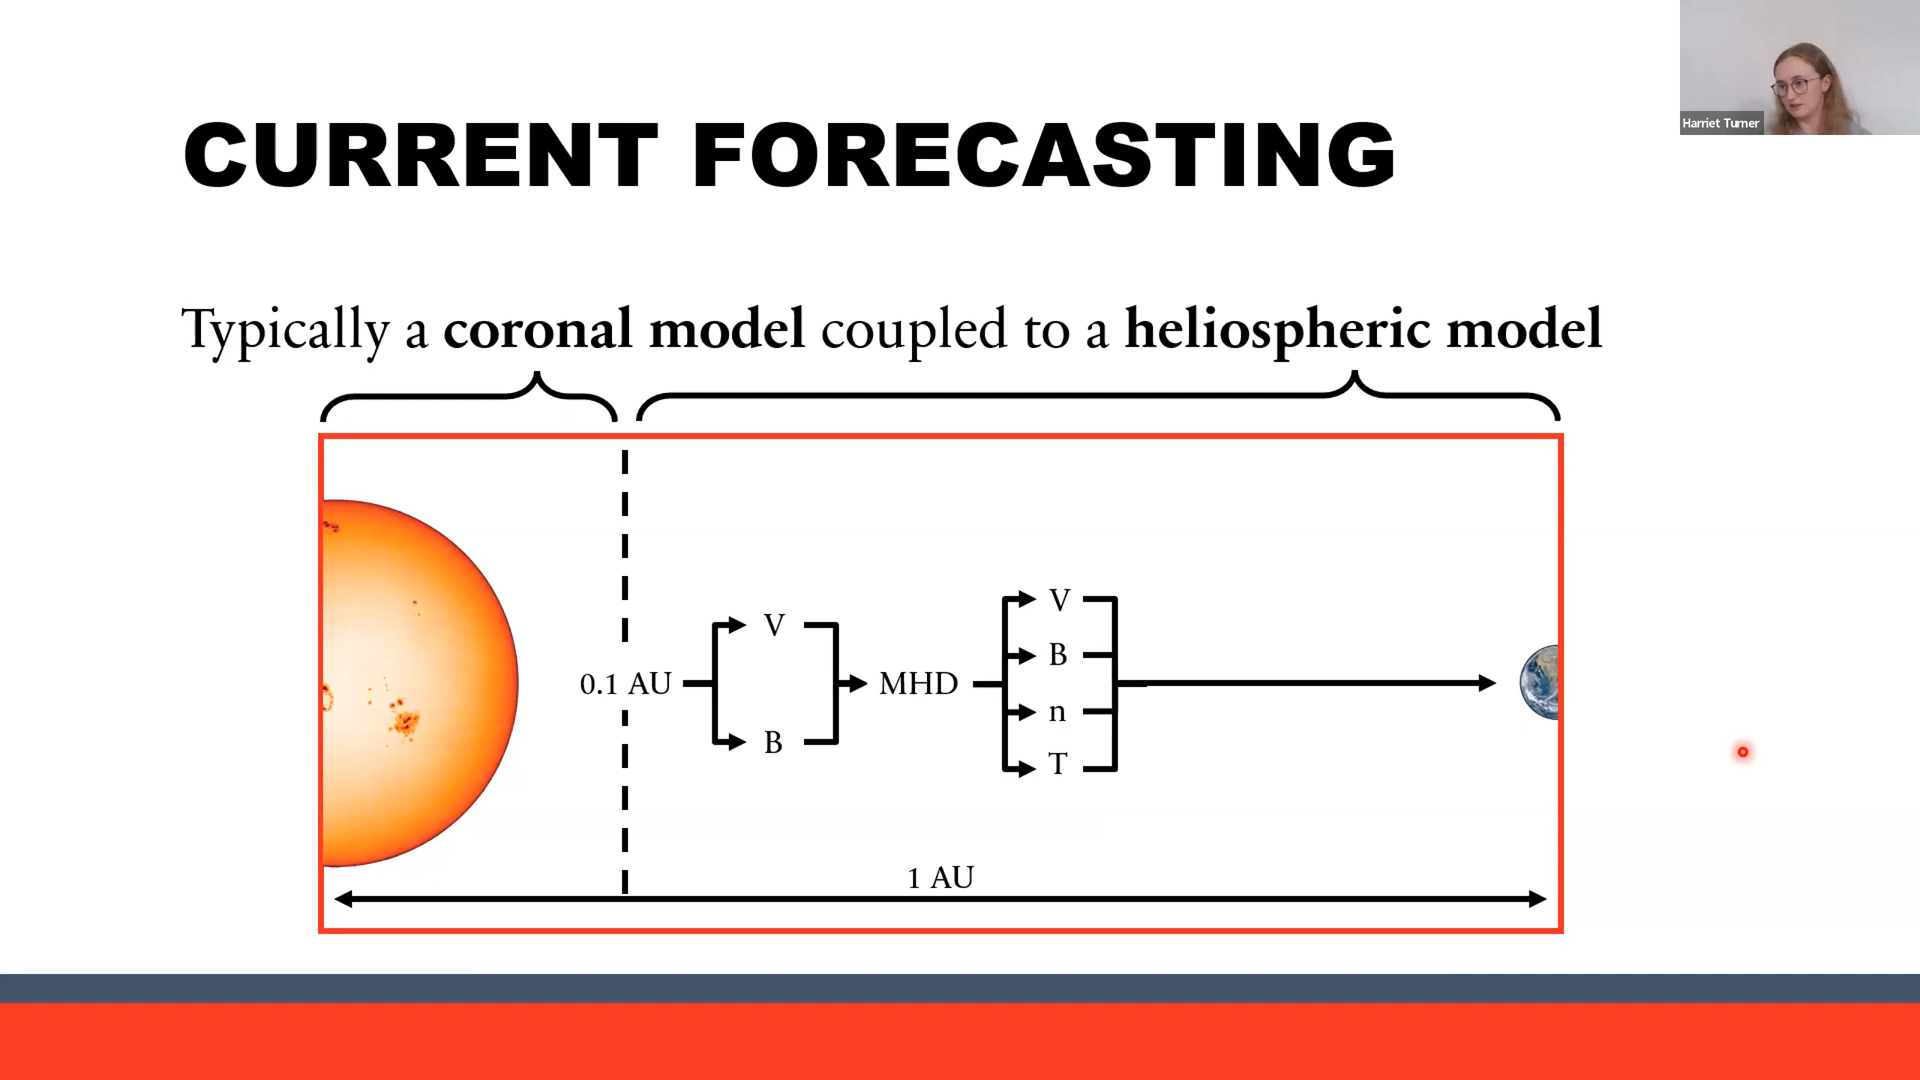 Harriet Turner
CURRENT FORECASTING
Typically a coronal model coupled to a heliospheric model
V
B
0.1 AU
MHD
V
B
n
T
1 AU